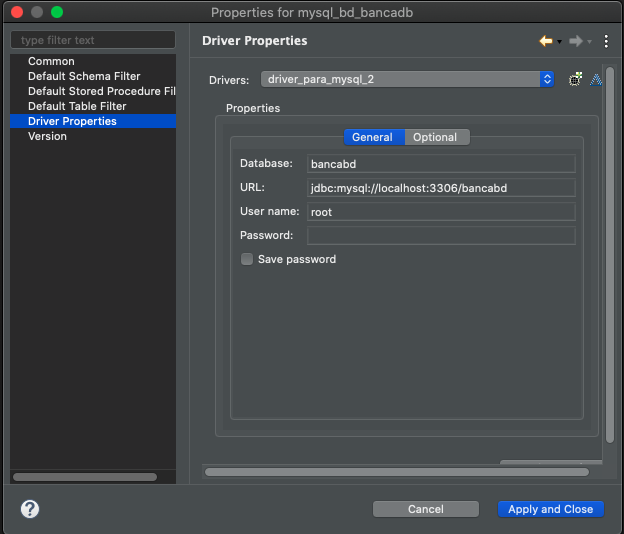 Properties for mysql_bd_bancadb
type filter text
Common
Default Schema Filter
Default Stored Procedure Fil
Default Table Filter
Driver Properties
Version
Driver Properties
Drivers: driver_para_mysql_2
Properties
General Optional
Database: bancabd
URL: jdbc:mysql://localhost:3306/bancabd
User name: root
Password:
Save password
? Cancel Apply and Close